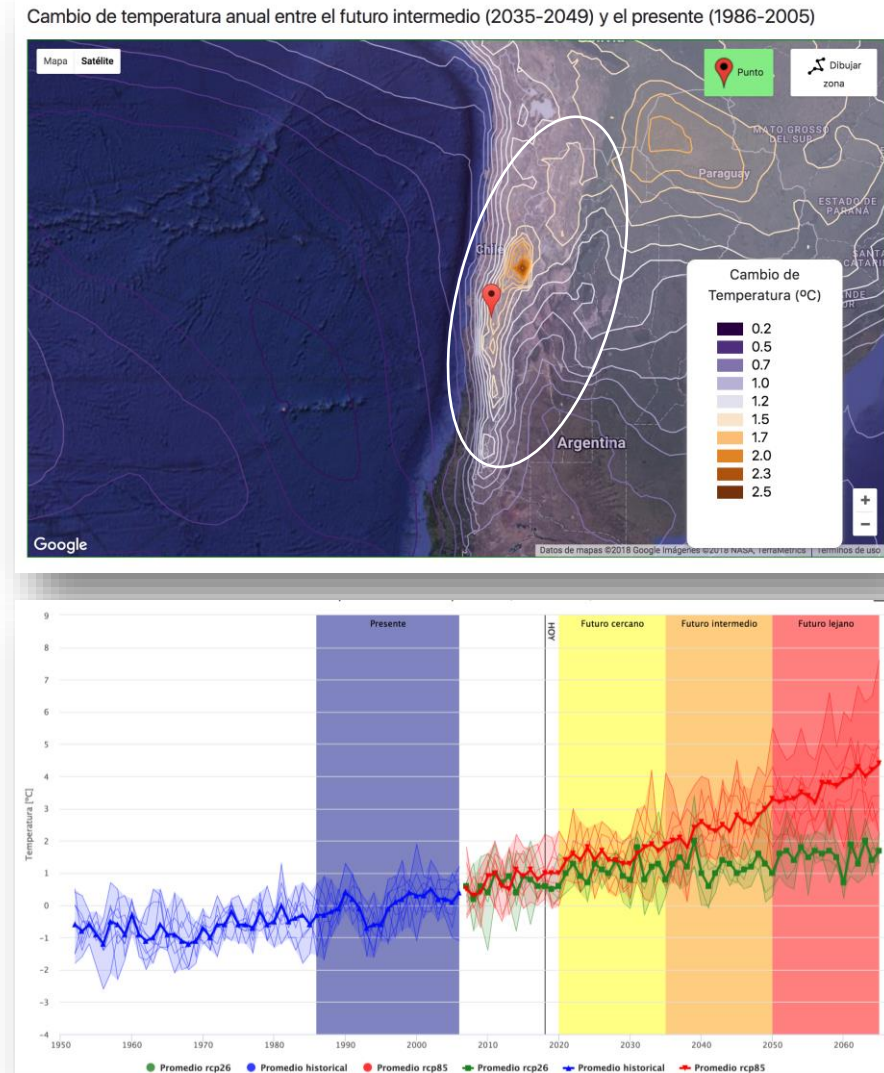 Cambio de temperatura anual entre el futuro intermedio (2035-2049) y el presente (1986-2005)
Mapa
Satélite
Punto
Dibujar
zona
MATO GROSSO
DEL SUR
Paraguay
ESTADO DE
PARANÁ
Chile
Argentina
Cambio de
Temperatura (ºC)
0.2
0.5
0.7
1.0
1.2
1.5
1.7
2.0
2.3
2.5
+
−
Google
Datos de mapas ©2018 Google Imágenes ©2018 NASA, TerraMetrics
Términos de uso
Presente
HOY
Futuro cercano
Futuro intermedio
Futuro lejano
Temperatura [ºC]
9
8
7
6
5
4
3
2
1
0
−1
−2
−3
−4
1950
1960
1970
1980
1990
2000
2010
2020
2030
2040
2050
2060
Promedio rcp26
Promedio historical
Promedio rcp85
Promedio rcp26
Promedio historical
Promedio rcp85